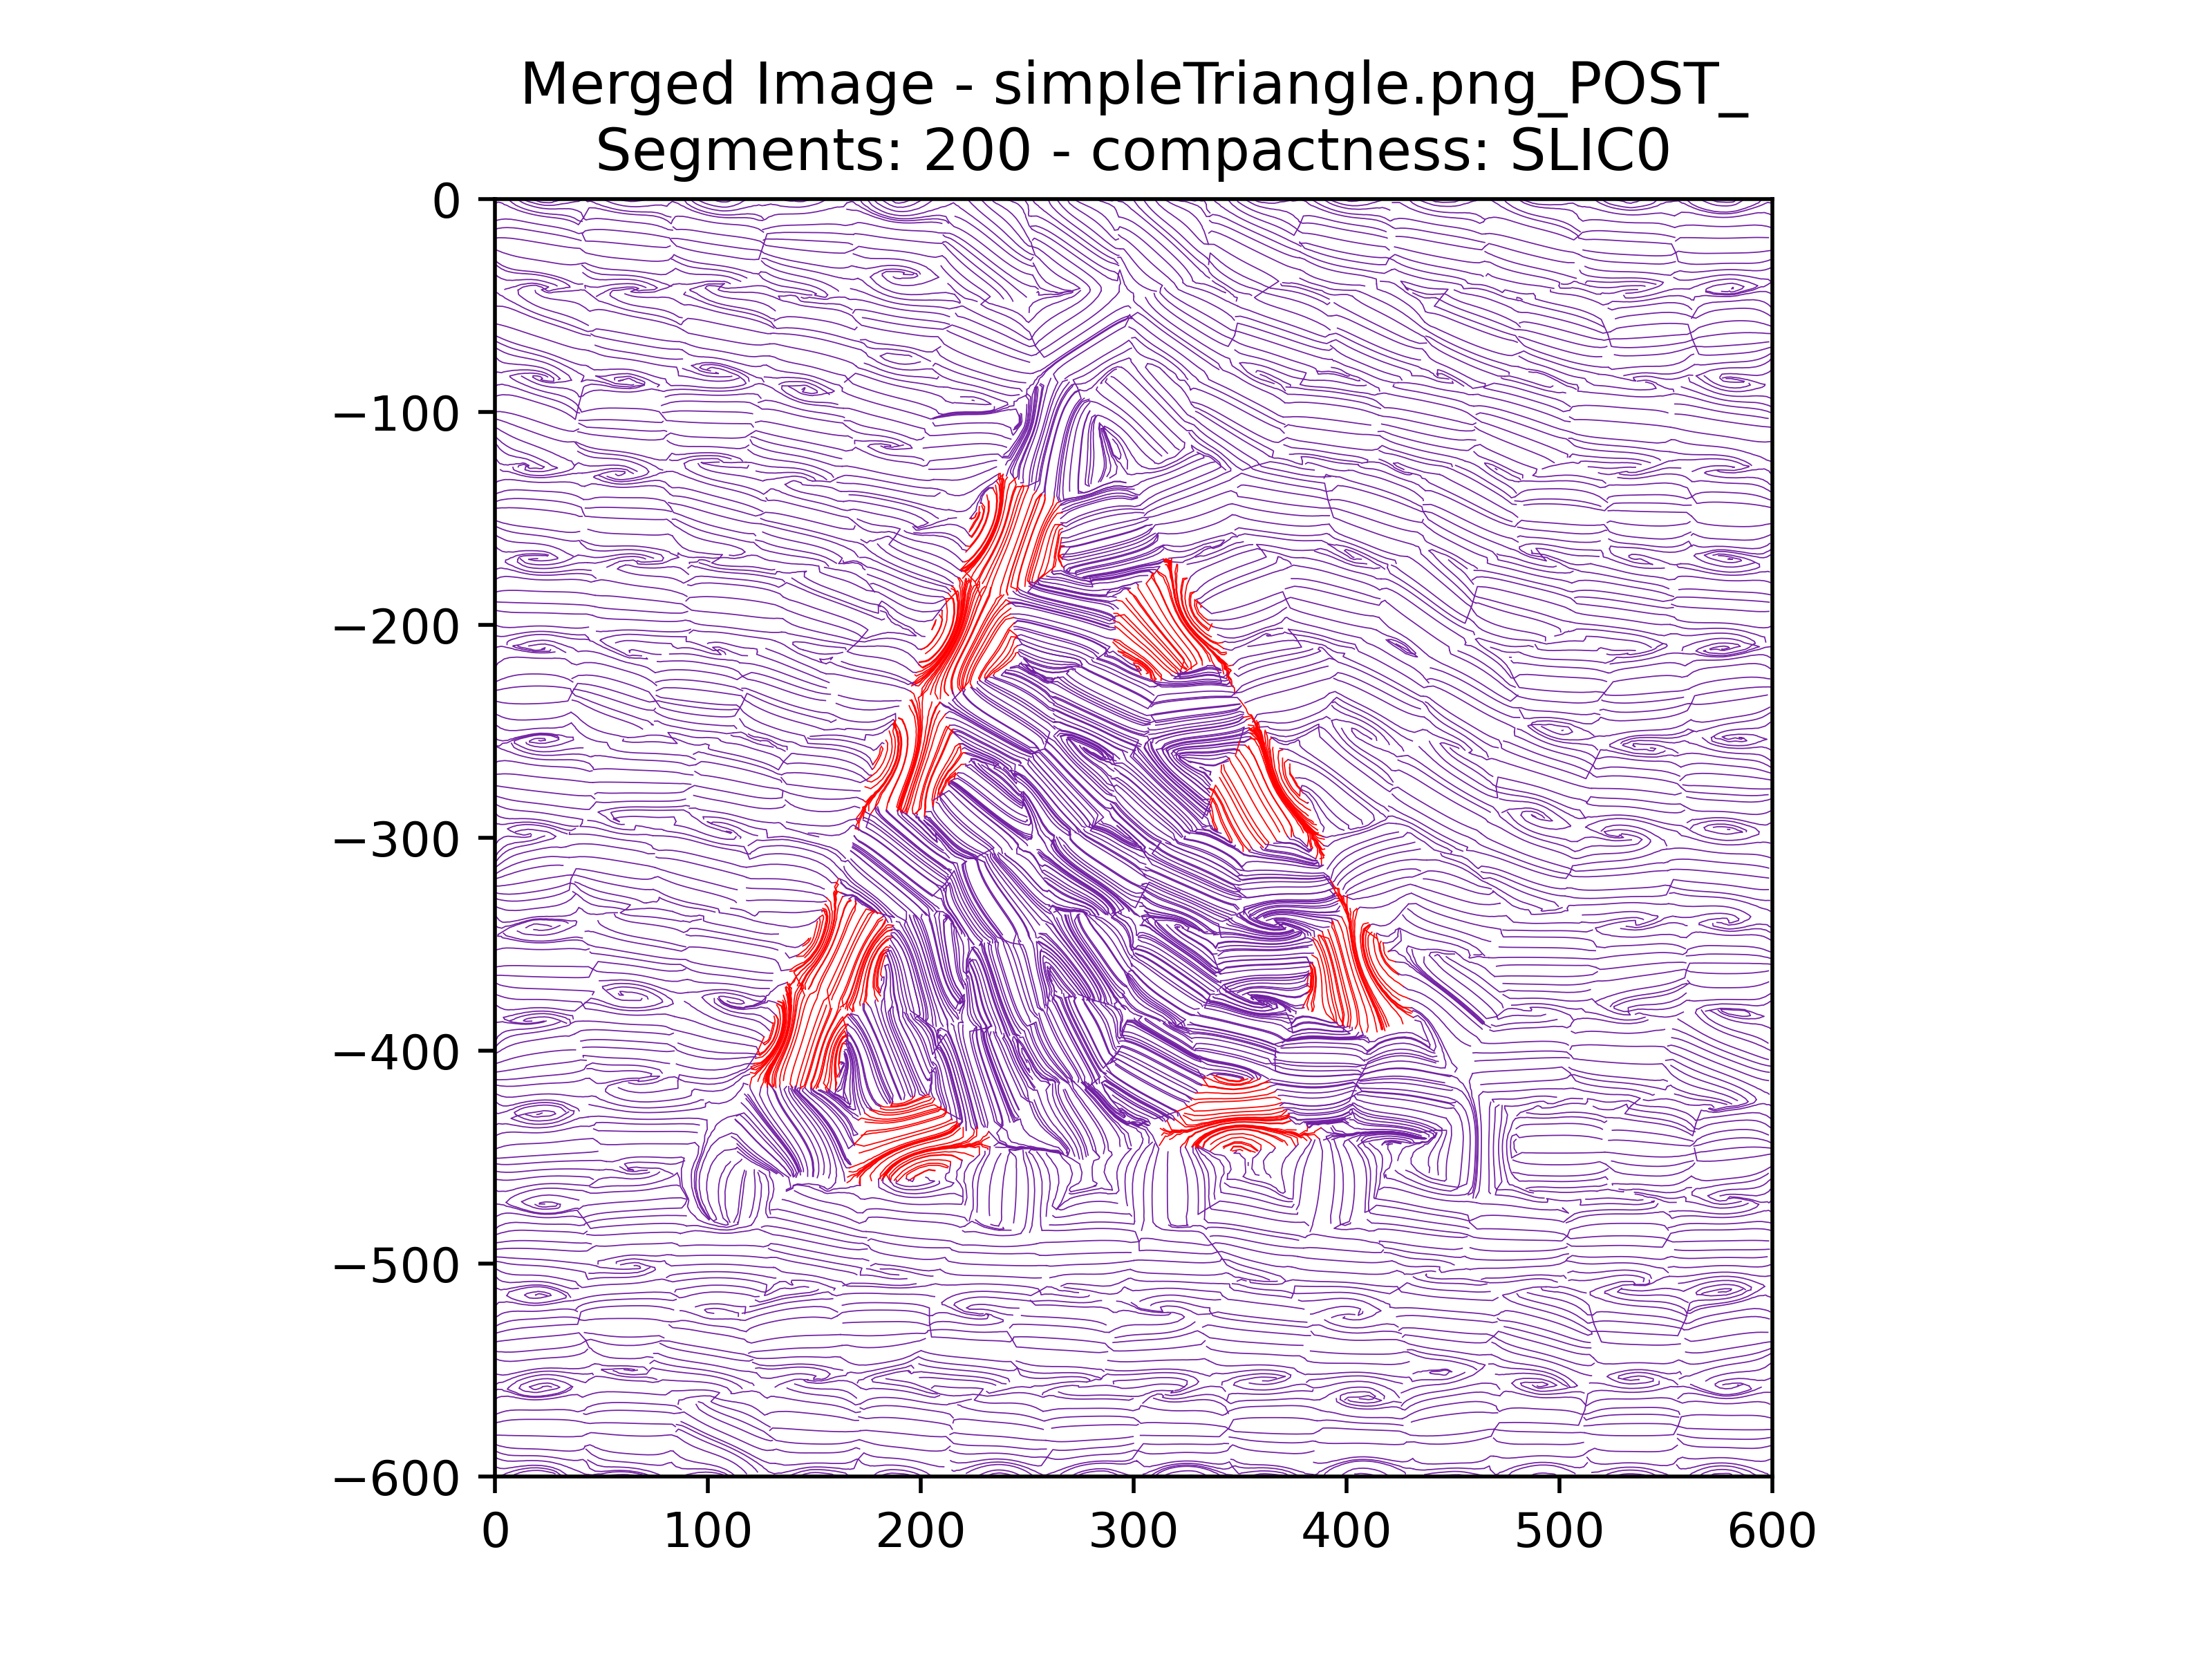 Merged Image - simpleTriangle.png_POST_
Segments: 200 - compactness: SLIC0
0
−100
−200
−300
−400
−500
−600
0 100 200 300 400 500 600